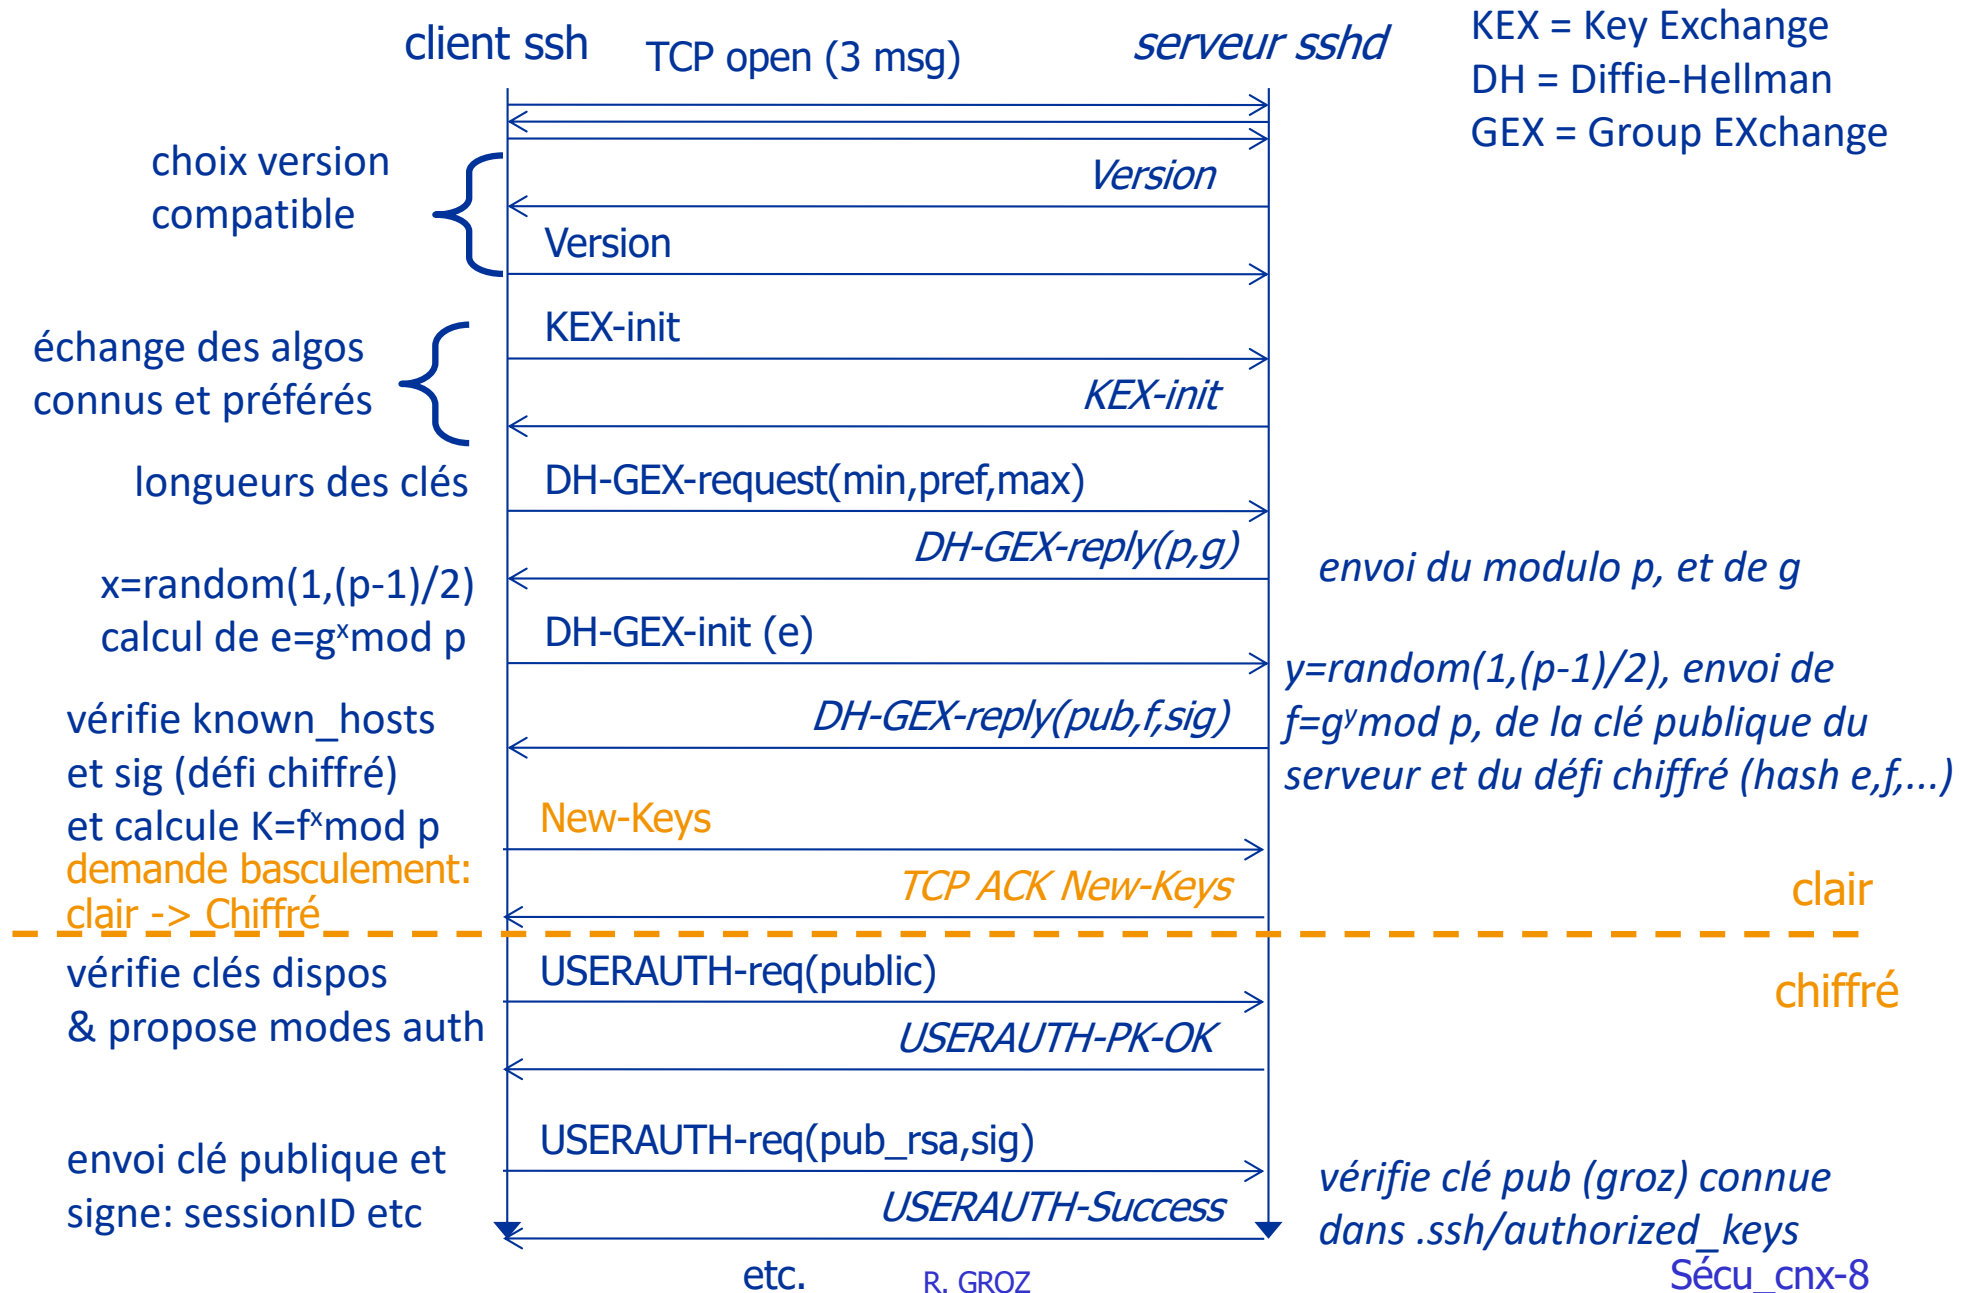 client ssh
TCP open (3 msg)
serveur sshd
KEX = Key Exchange
DH = Diffie-Hellman
GEX = Group EXchange
choix version
compatible
Version
Version
échange des algos
connus et préférés
KEX-init
KEX-init
longueurs des clés
DH-GEX-request(min,pref,max)
DH-GEX-reply(p,g)
envoi du modulo p, et de g
x=random(1,(p-1)/2)
calcul de e=gˣmod p
DH-GEX-init (e)
y=random(1,(p-1)/2), envoi de
f=gʸmod p, de la clé publique du
serveur et du défi chiffré (hash e,f,...)
DH-GEX-reply(pub,f,sig)
vérifie known_hosts
et sig (défi chiffré)
et calcule K=fˣmod p
New-Keys
demande basculement:
clair -> Chiffré
TCP ACK New-Keys
clair
chiffré
vérifie clés dispos
& propose modes auth
USERAUTH-req(public)
USERAUTH-PK-OK
envoi clé publique et
signe: sessionID etc
USERAUTH-req(pub_rsa,sig)
USERAUTH-Success
vérifie clé pub (groz) connue
dans .ssh/authorized_keys
etc.
R. GROZ
Sécu_cnx-8